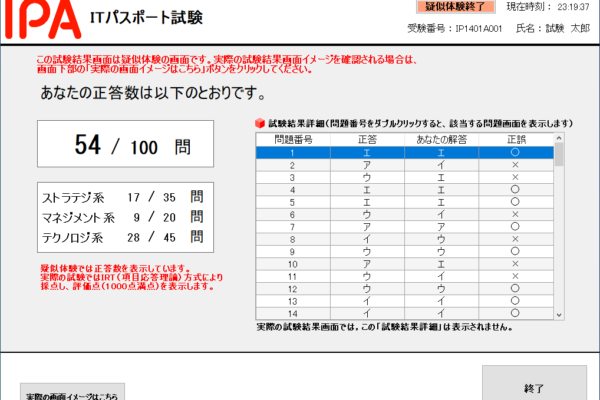 IPA ITパスポート試験
疑似体験終了 現在時刻: 23:19:37
受験番号:IP1401A001 氏名:試験 太郎
この試験結果画面は疑似体験の画面です。実際の試験結果画面イメージを確認される場合は、
画面下部の「実際の画面イメージはこちら」ボタンをクリックしてください。
あなたの正答数は以下のとおりです。
54 / 100 問
ストラテジ系 17 / 35 問
マネジメント系 9 / 20 問
テクノロジ系 28 / 45 問
疑似体験では正答数を表示しています。
実際の試験ではIRT(項目応答理論)方式により
採点し、評価点(1000点満点)を表示します。
試験結果詳細(問題番号をダブルクリックすると、該当する問題画面を表示します)
問題番号 正答 あなたの解答 正誤
1 エ エ ○
2 ア イ ×
3 ウ エ ×
4 エ エ ○
5 エ エ ○
6 ウ イ ×
7 ア ア ○
8 イ ウ ×
9 ウ ウ ○
10 ア エ ×
11 ウ イ ×
12 ウ ウ ○
13 イ イ ○
14 イ イ ○
実際の試験結果画面では、この「試験結果詳細」は表示されません。
実際の画面イメージはこちら
終了